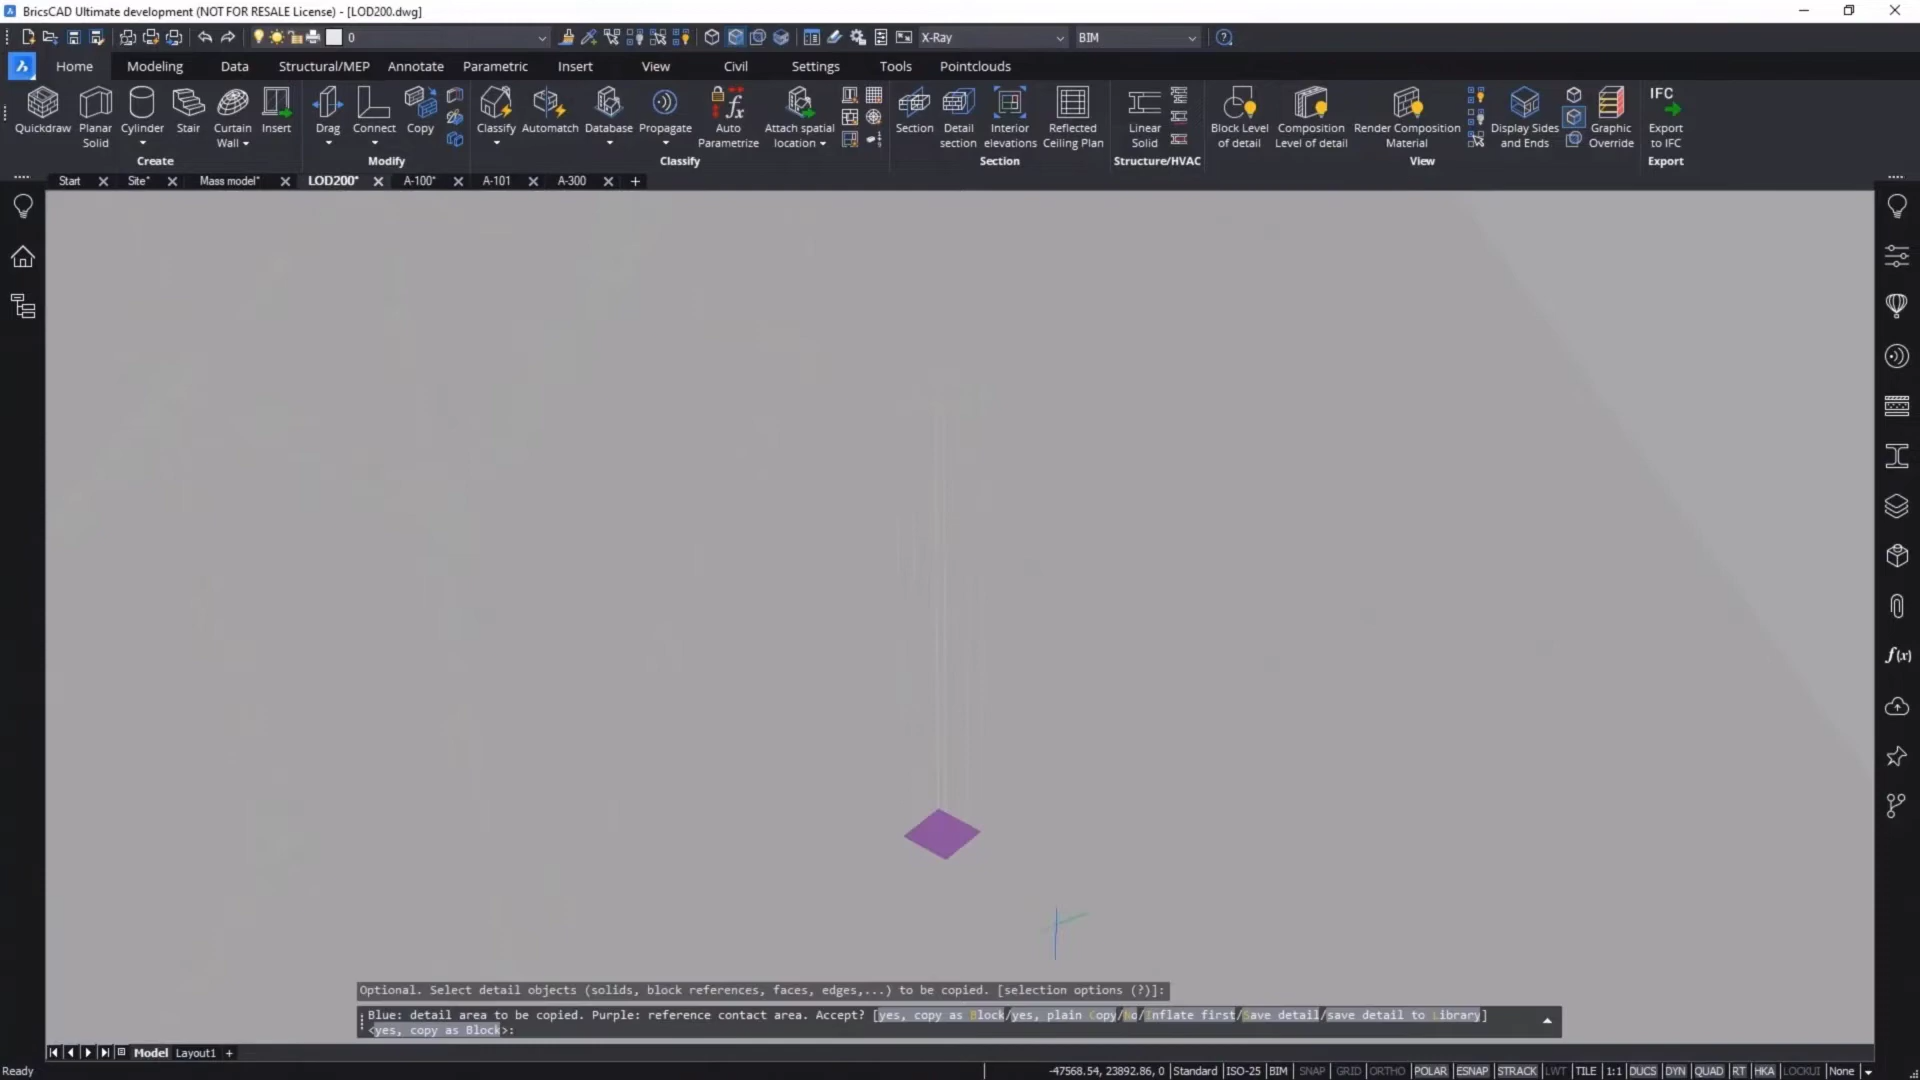 BricsCAD Ultimate development (NOT FOR RESALE License) - [LOD200.dwg]
0
X-Ray
BIM
Home
Modeling
Data
Structural/MEP
Annotate
Parametric
Insert
View
Civil
Settings
Tools
Pointclouds
Quickdraw
Planar Solid
Cylinder
Stair
Curtain Wall
Insert
Drag
Connect
Copy
Classify
Automatch
Database
Propagate
Auto Parametrize
Attach spatial location
Section
Detail section
Interior elevations
Reflected Ceiling Plan
Linear Solid
Block Level of detail
Composition Level of detail
Render Composition Material
Display Sides and Ends
Graphic Override
IFC
Export to IFC
Create
Modify
Classify
Section
Structure/HVAC
View
Export
Start
Site*
Mass model*
LOD200*
A-100*
A-101
A-300
f(x)
Optional. Select detail objects (solids, block references, faces, edges,...) to be copied. [selection options (?)]:
Blue: detail area to be copied. Purple: reference contact area. Accept? [yes, copy as Block/yes, plain Copy/No/Inflate first/Save detail/save detail to Library]
<yes, copy as Block>:
Model
Layout1
Ready
-47568.54, 23892.86, 0
Standard
ISO-25
BIM
SNAP
GRID
ORTHO
POLAR
ESNAP
STRACK
LWT
TILE
1:1
DUCS
DYN
QUAD
RT
HKA
LOCKUI
None